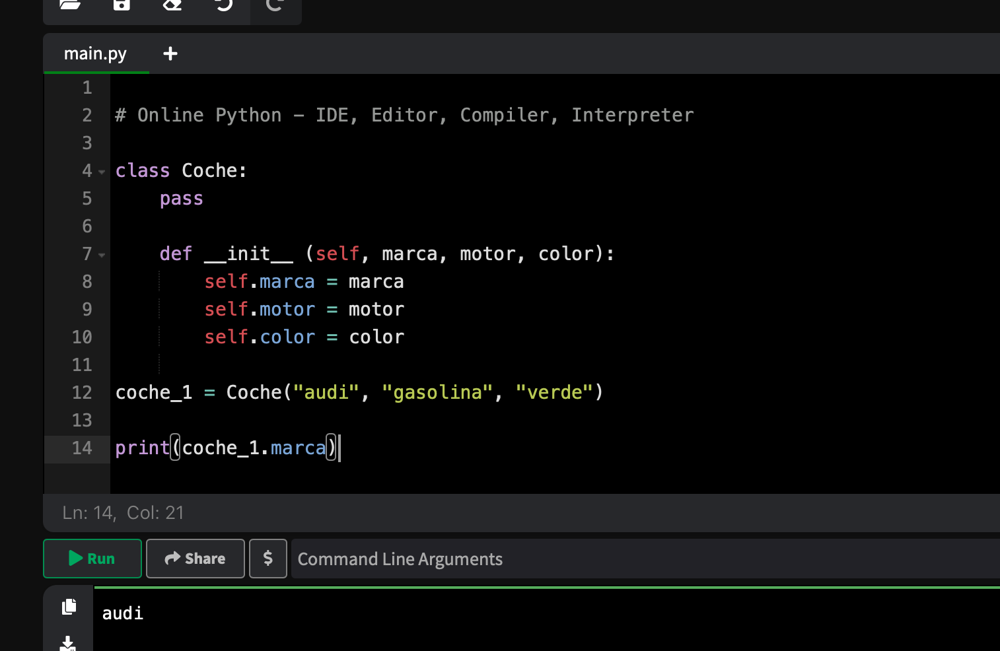 main.py +
1
2 # Online Python - IDE, Editor, Compiler, Interpreter
3
4 class Coche:
5     pass
6
7     def __init__ (self, marca, motor, color):
8         self.marca = marca
9         self.motor = motor
10         self.color = color
11
12 coche_1 = Coche("audi", "gasolina", "verde")
13
14 print(coche_1.marca)
Ln: 14, Col: 21
Run Share $ Command Line Arguments
audi